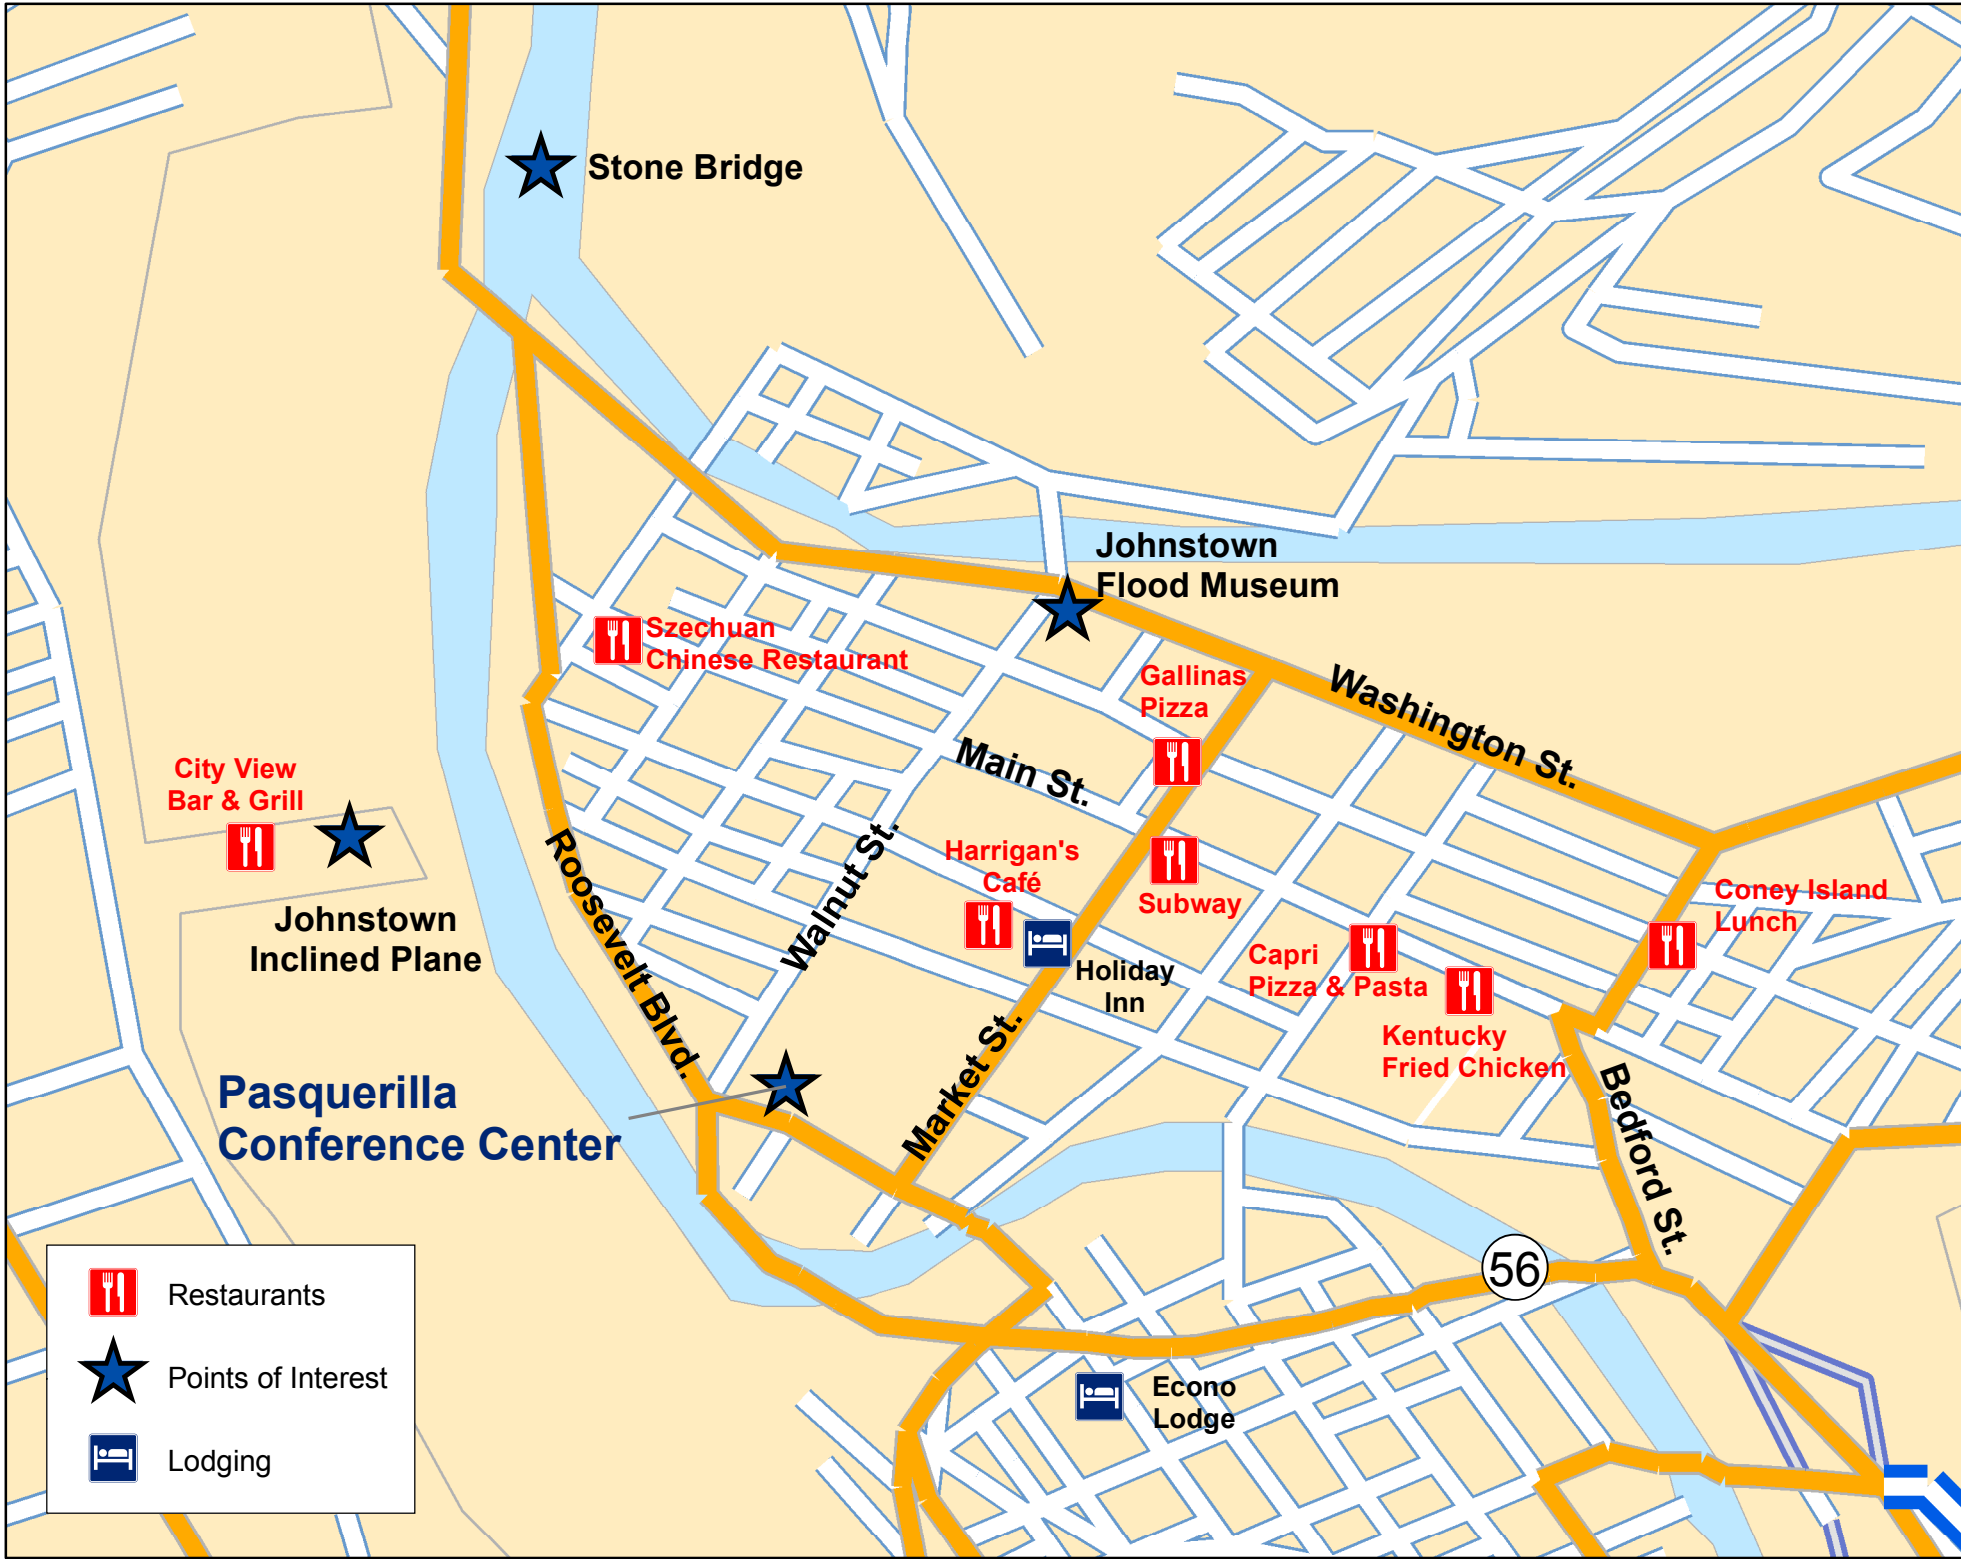 Stone Bridge
Johnstown
Flood Museum
Szechuan
Chinese Restaurant
Gallinas
Pizza
Washington St.
Main St.
City View
Bar & Grill
Johnstown
Inclined Plane
Roosevelt Blvd.
Walnut St.
Harrigan's
Café
Subway
Holiday
Inn
Capri
Pizza & Pasta
Coney Island
Lunch
Kentucky
Fried Chicken
Market St.
Bedford St.
Pasquerilla
Conference Center
56
Econo
Lodge
Restaurants
Points of Interest
Lodging